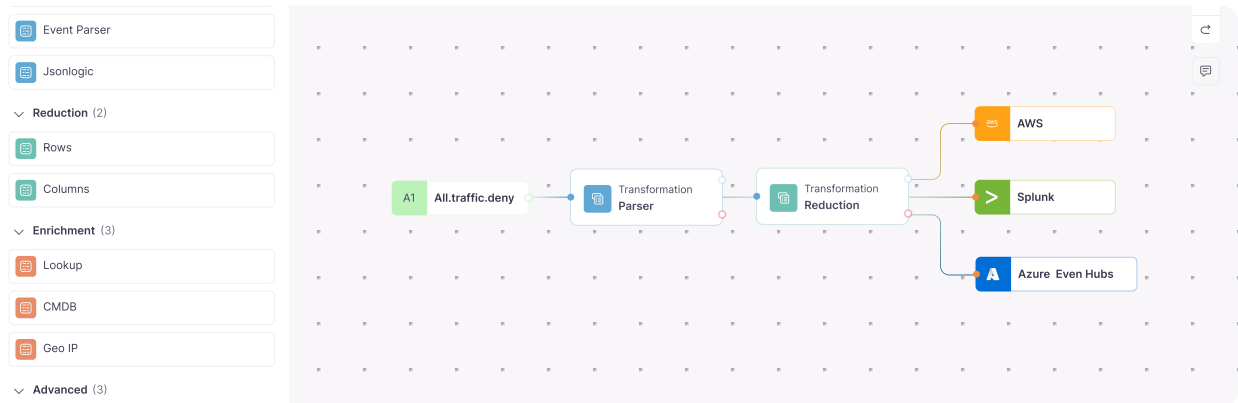 Event Parser
Jsonlogic
Reduction (2)
Rows
Columns
Enrichment (3)
Lookup
CMDB
Geo IP
Advanced (3)
A1 All.traffic.deny
Transformation
Parser
Transformation
Reduction
aws AWS
Splunk
Azure Even Hubs